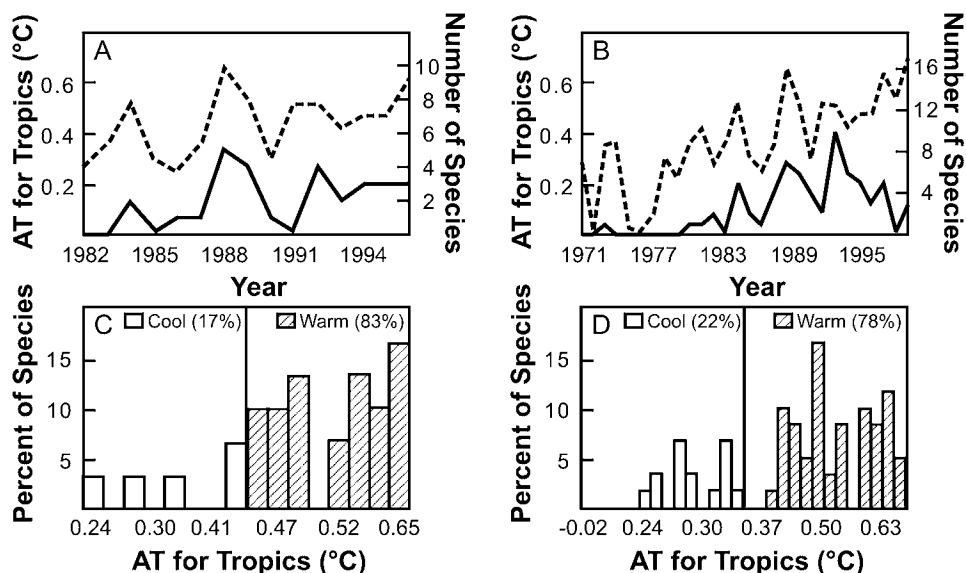 A
AT for Tropics (°C)
0.6
0.4
0.2
10
8
6
4
2
Number of Species
1982 1985 1988 1991 1994
Year
B
AT for Tropics (°C)
0.6
0.4
0.2
16
12
8
4
Number of Species
1971 1977 1983 1989 1995
Year
C Cool (17%) Warm (83%)
Percent of Species
15
10
5
0.24 0.30 0.41 0.47 0.52 0.65
AT for Tropics (°C)
D Cool (22%) Warm (78%)
Percent of Species
15
10
5
-0.02 0.24 0.30 0.37 0.50 0.63
AT for Tropics (°C)